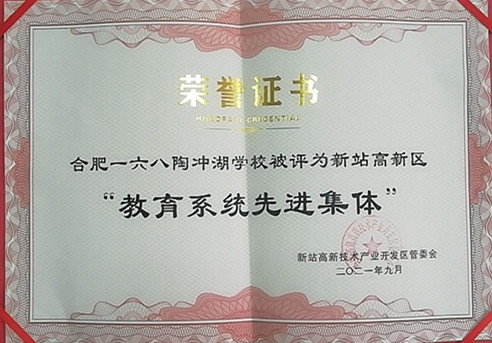 荣誉证书
HONORARY CREDENTIAL
合肥一六八陶冲湖学校被评为新站高新区
“教育系统先进集体”
新站高新技术产业开发区管委会
二〇二一年九月